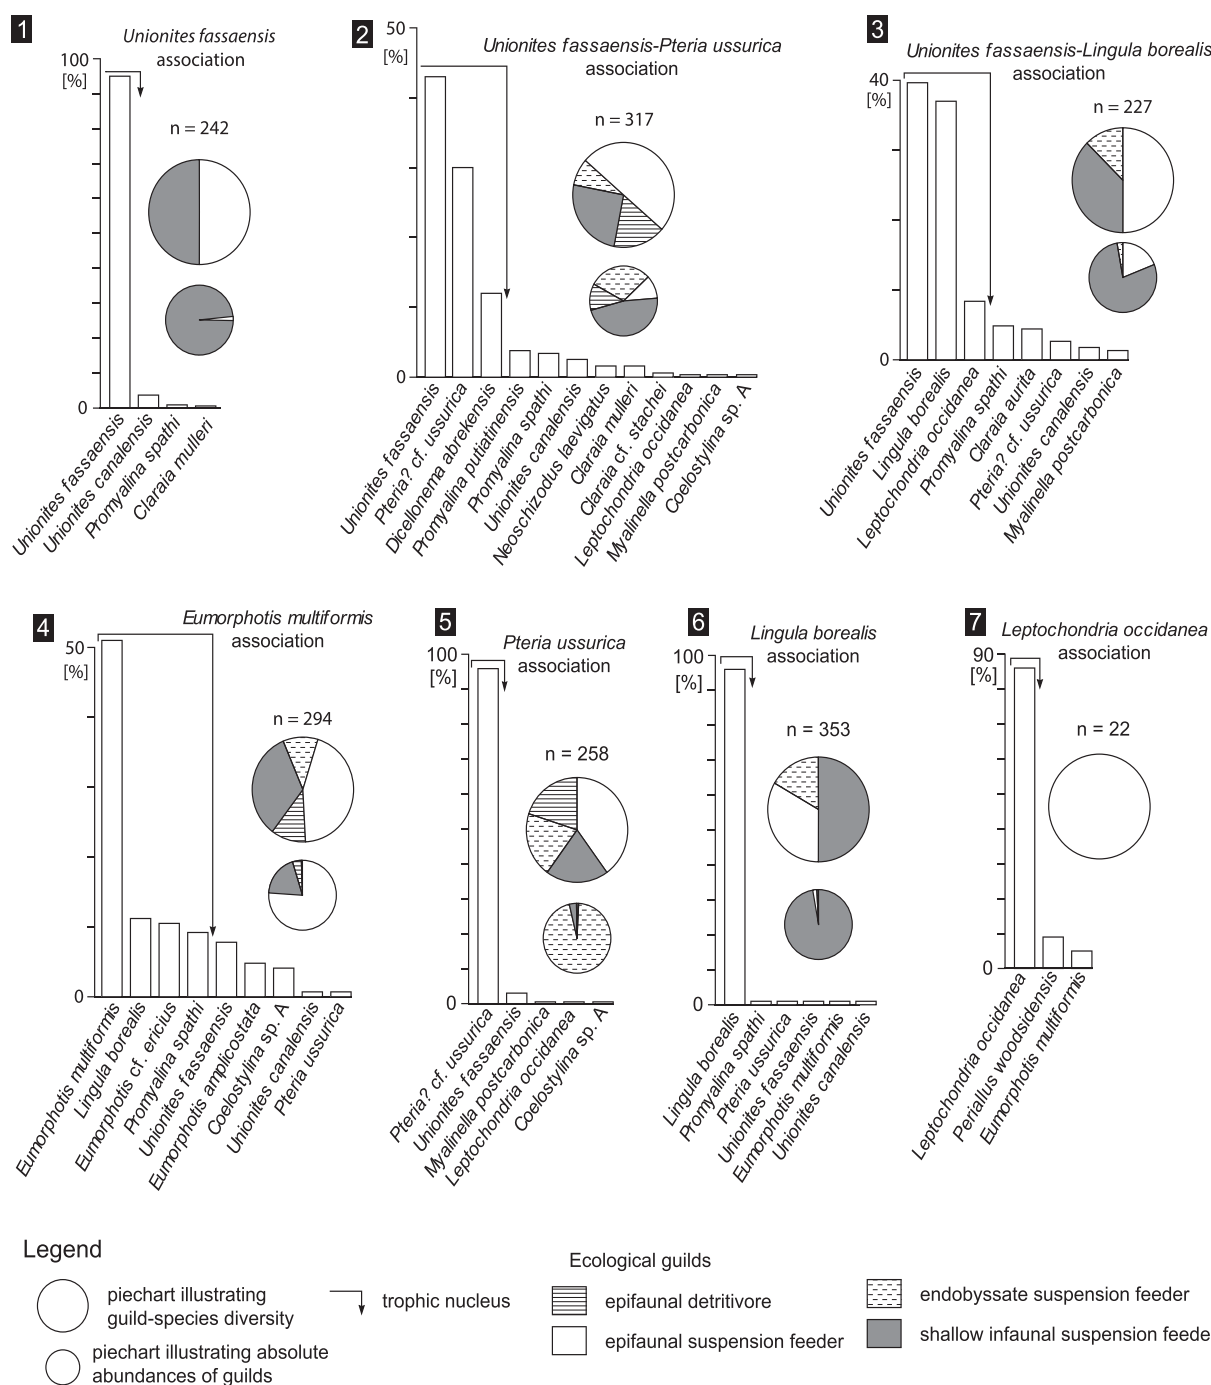 1
Unionites fassaensis
association
100
[%]
n = 242
0
Unionites fassaensis
Unionites canalensis
Promyalina spathi
Claraia mulleri
2
Unionites fassaensis-Pteria ussurica
association
50
[%]
n = 317
0
Unionites fassaensis
Pteria? cf. ussurica
Dicellonema abrekensis
Promyalina putiatinensis
Promyalina spathi
Unionites canalensis
Neoschizodus laevigatus
Claraia mulleri
Claraia cf. stachei
Leptochondria occidanea
Myalinella postcarbonica
Coelostylina sp. A
3
Unionites fassaensis-Lingula borealis
association
40
[%]
n = 227
0
Unionites fassaensis
Lingula borealis
Leptochondria occidanea
Promyalina spathi
Claraia aurita
Pteria? cf. ussurica
Unionites canalensis
Myalinella postcarbonica
4
Eumorphotis multiformis
association
50
[%]
n = 294
0
Eumorphotis multiformis
Lingula borealis
Eumorphotis cf. ericius
Promyalina spathi
Unionites fassaensis
Eumorphotis amplicostata
Coelostylina sp. A
Unionites canalensis
Pteria ussurica
5
Pteria ussurica
association
100
[%]
n = 258
0
Pteria? cf. ussurica
Unionites fassaensis
Myalinella postcarbonica
Leptochondria occidanea
Coelostylina sp. A
6
Lingula borealis
association
100
[%]
n = 353
0
Lingula borealis
Promyalina spathi
Pteria ussurica
Unionites fassaensis
Eumorphotis multiformis
Unionites canalensis
7
Leptochondria occidanea
association
90
[%]
n = 22
0
Leptochondria occidanea
Periallus woodsidensis
Eumorphotis multiformis
Legend
piechart illustrating
guild-species diversity
piechart illustrating absolute
abundances of guilds
trophic nucleus
Ecological guilds
epifaunal detritivore
epifaunal suspension feeder
endobyssate suspension feeder
shallow infaunal suspension feede